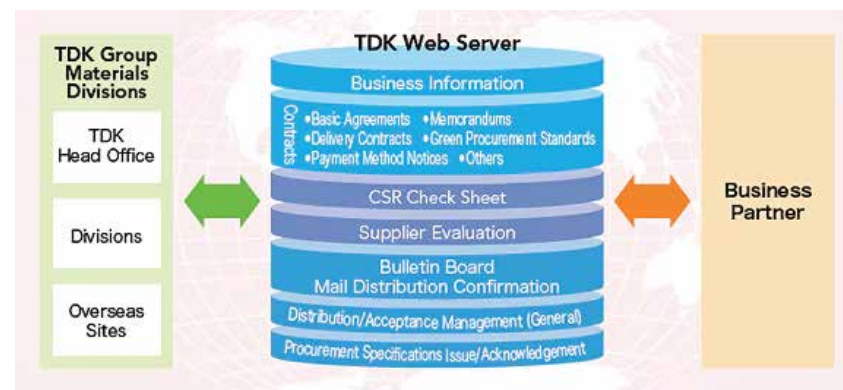 TDK Group
Materials
Divisions
TDK
Head Office
Divisions
Overseas
Sites
TDK Web Server
Business Information
Contracts
•Basic Agreements •Memorandums
•Delivery Contracts •Green Procurement Standards
•Payment Method Notices •Others
CSR Check Sheet
Supplier Evaluation
Bulletin Board
Mail Distribution Confirmation
Distribution/Acceptance Management (General)
Procurement Specifications Issue/Acknowledgement
Business
Partner